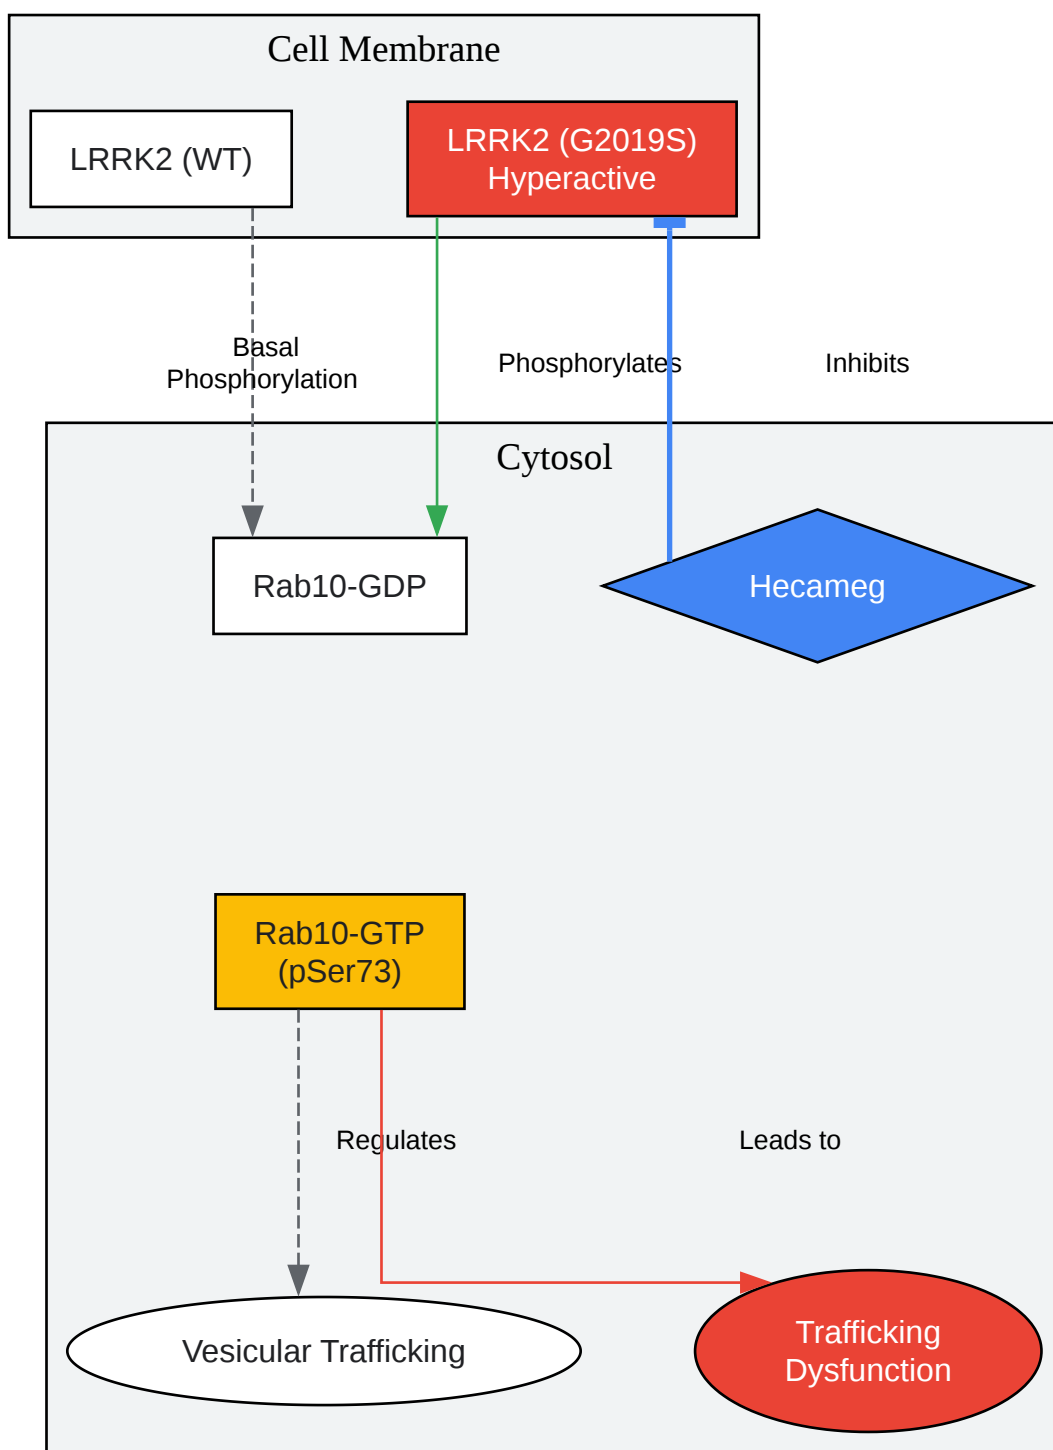 Cell Membrane
LRRK2 (WT)
LRRK2 (G2019S)
Hyperactive
Basal
Phosphorylation
Phosphorylates
Inhibits
Cytosol
Rab10-GDP
Hecameg
Rab10-GTP
(pSer73)
Regulates
Leads to
Vesicular Trafficking
Trafficking
Dysfunction